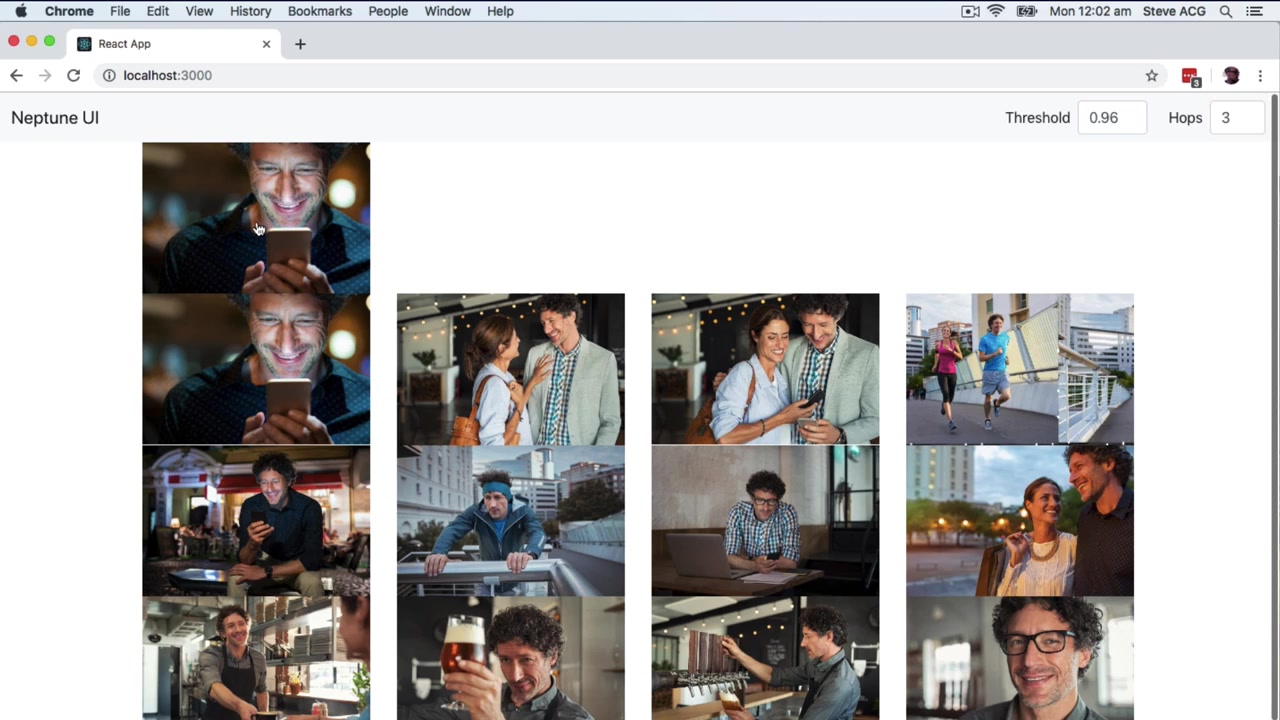 Chrome File Edit View History Bookmarks People Window Help Mon 12:02 am Steve ACG
React App
localhost:3000
3
Neptune UI Threshold 0.96 Hops 3